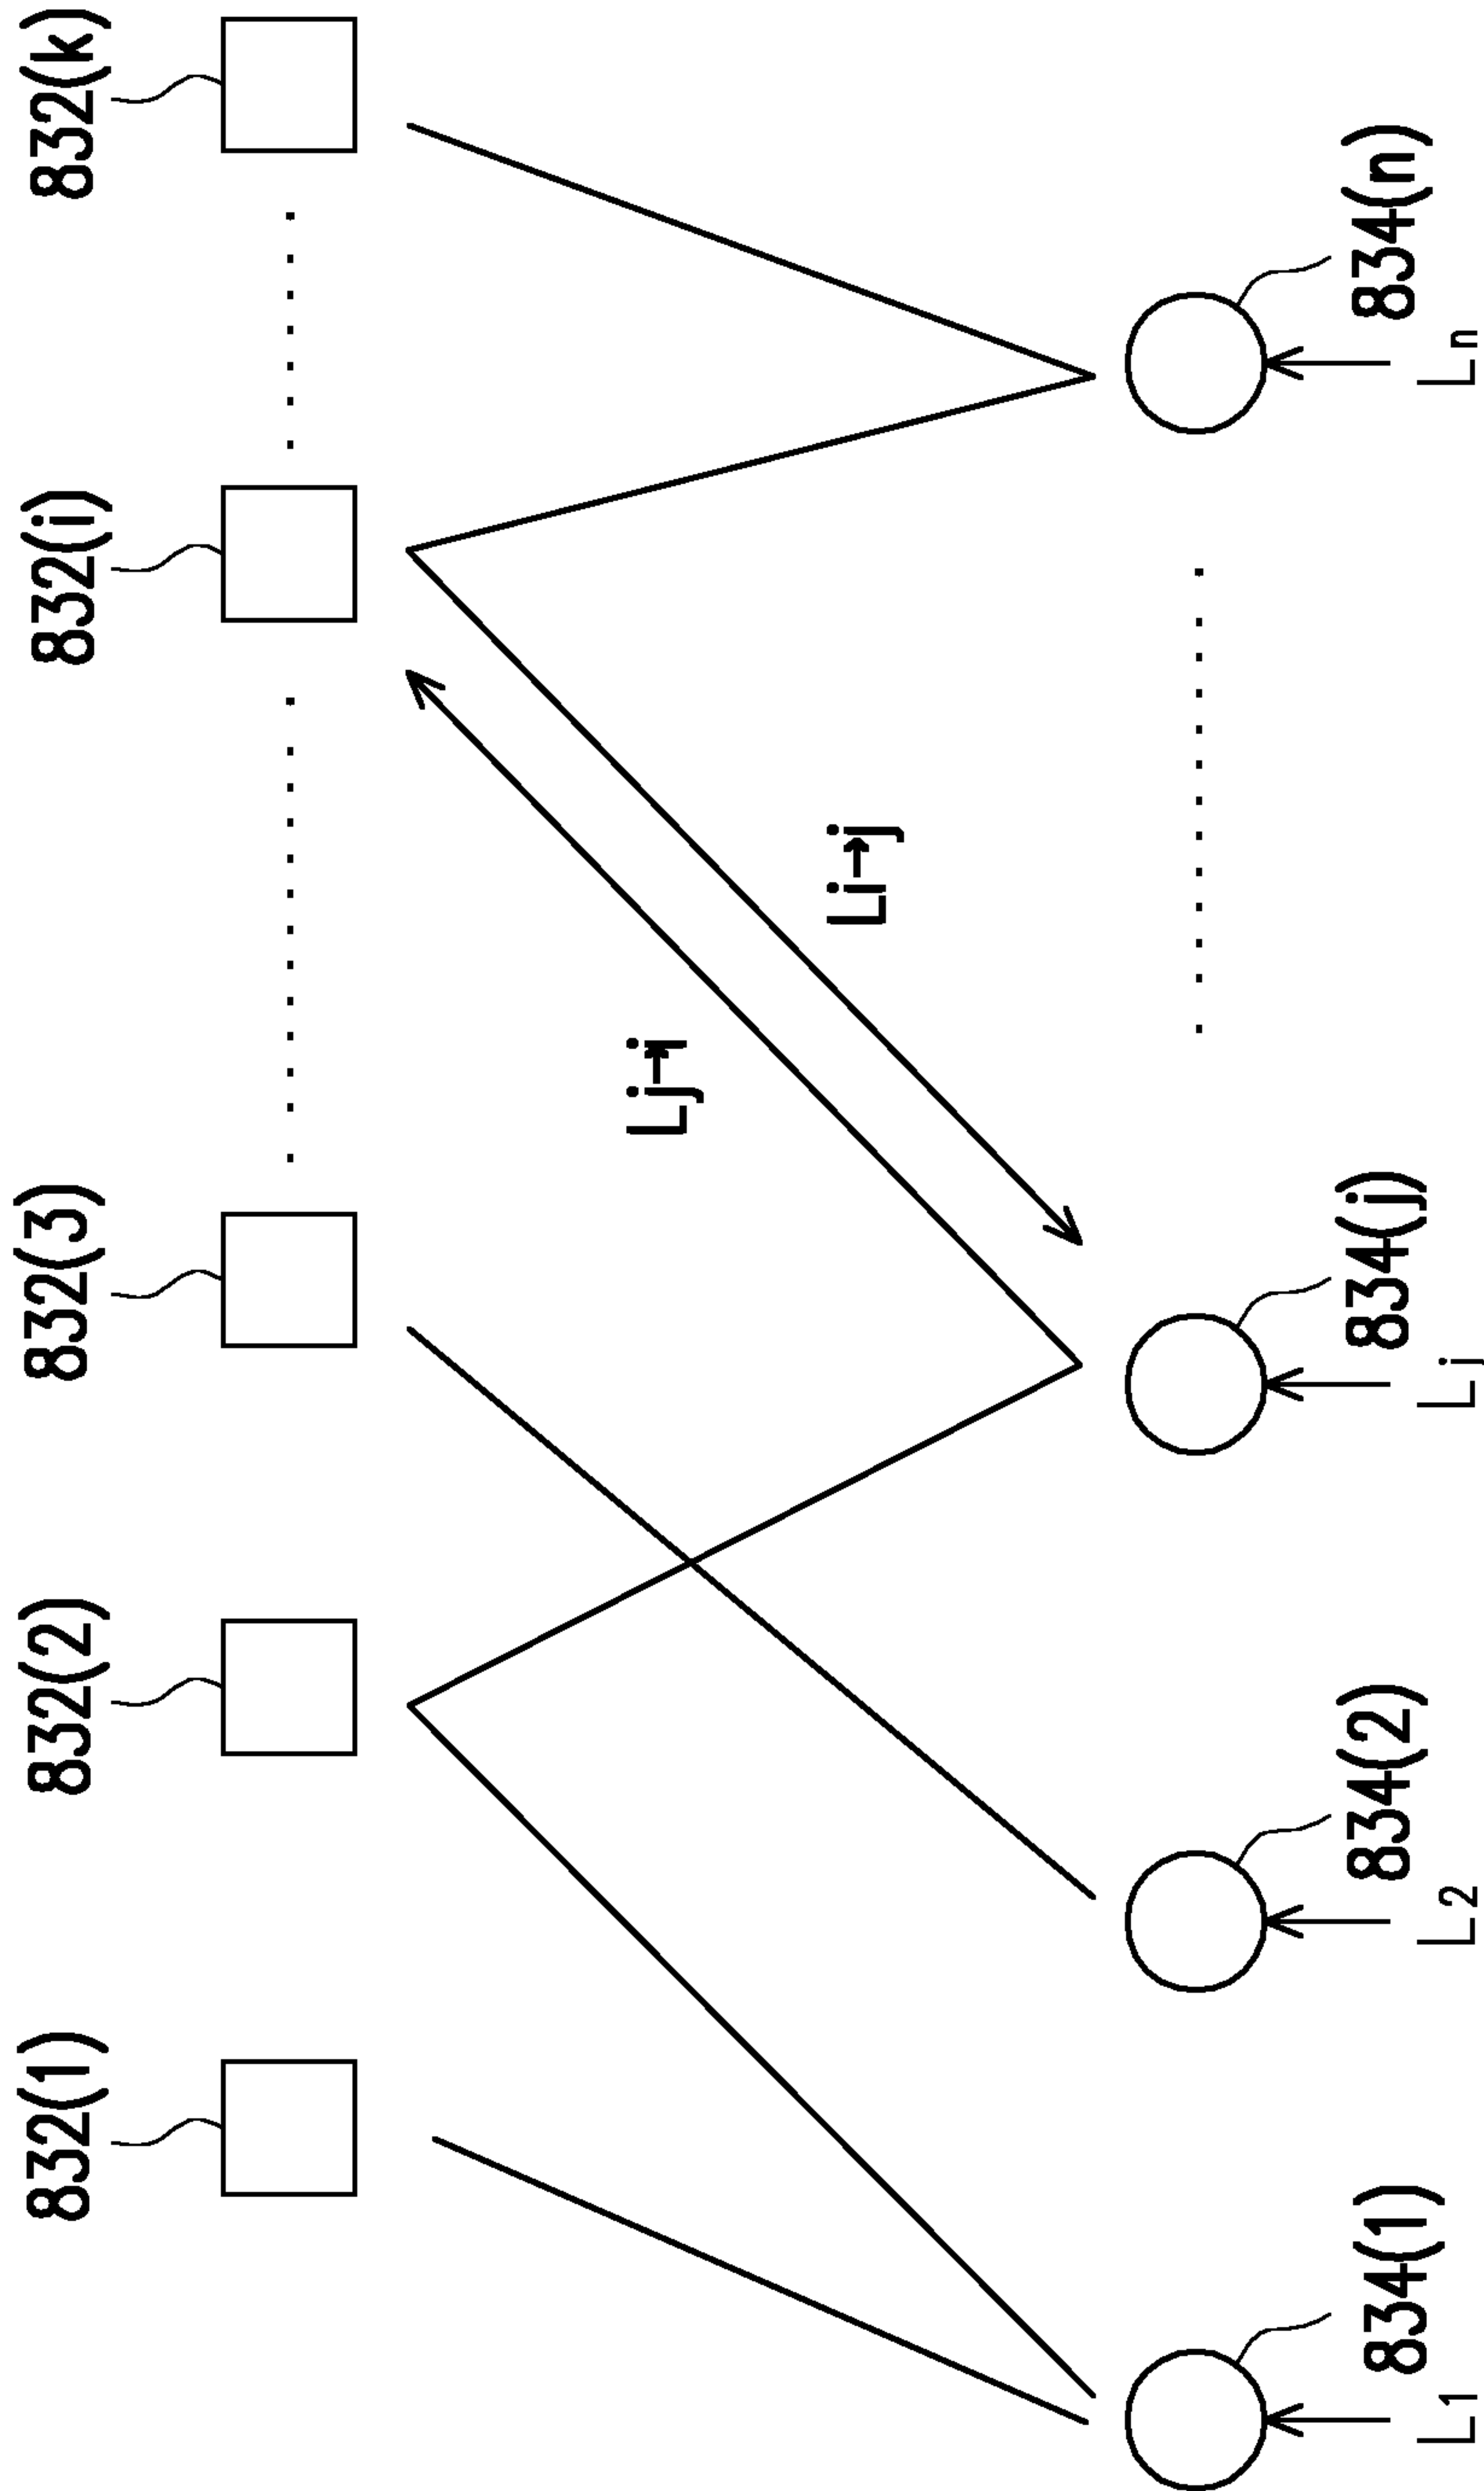 832(1)
832(2)
832(3)
832(i)
832(k)
Lj→i
Li→j
834(1)
834(2)
834(j)
834(n)
L1
L2
Lj
Ln